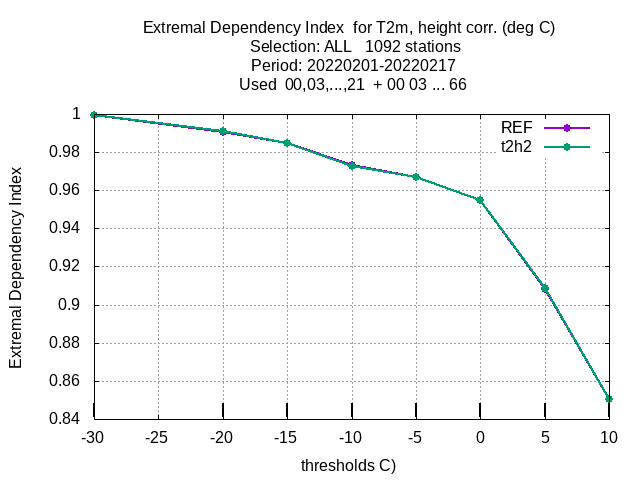 Extremal Dependency Index  for T2m, height corr. (deg C)
Selection: ALL   1092 stations
Period: 20220201-20220217
Used  00,03,...,21  + 00 03 ... 66
REF
t2h2
Extremal Dependency Index
1
0.98
0.96
0.94
0.92
0.9
0.88
0.86
0.84
-30 -25 -20 -15 -10 -5 0 5 10
thresholds C)